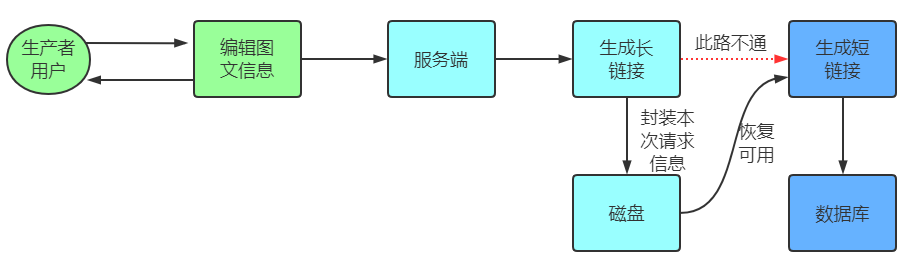 生产者
用户
编辑图
文信息
服务端
生成长
链接
此路不通
生成短
链接
封装本
次请求
信息
恢复
可用
磁盘
数据库